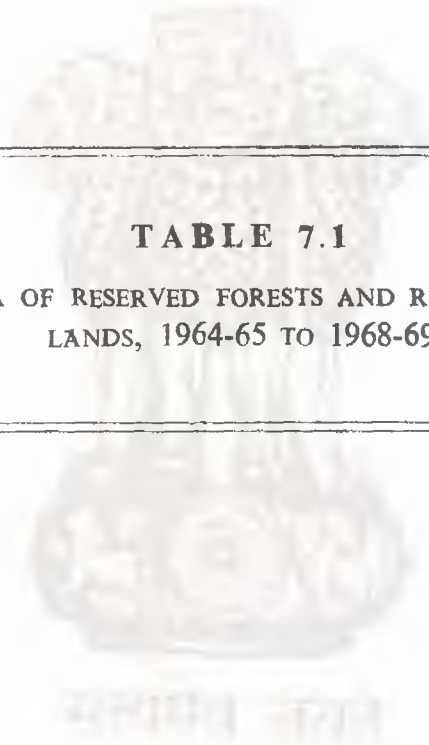 TABLE 7.1
OF RESERVED FORESTS AND
LANDS, 1964-65 TO 1968-69